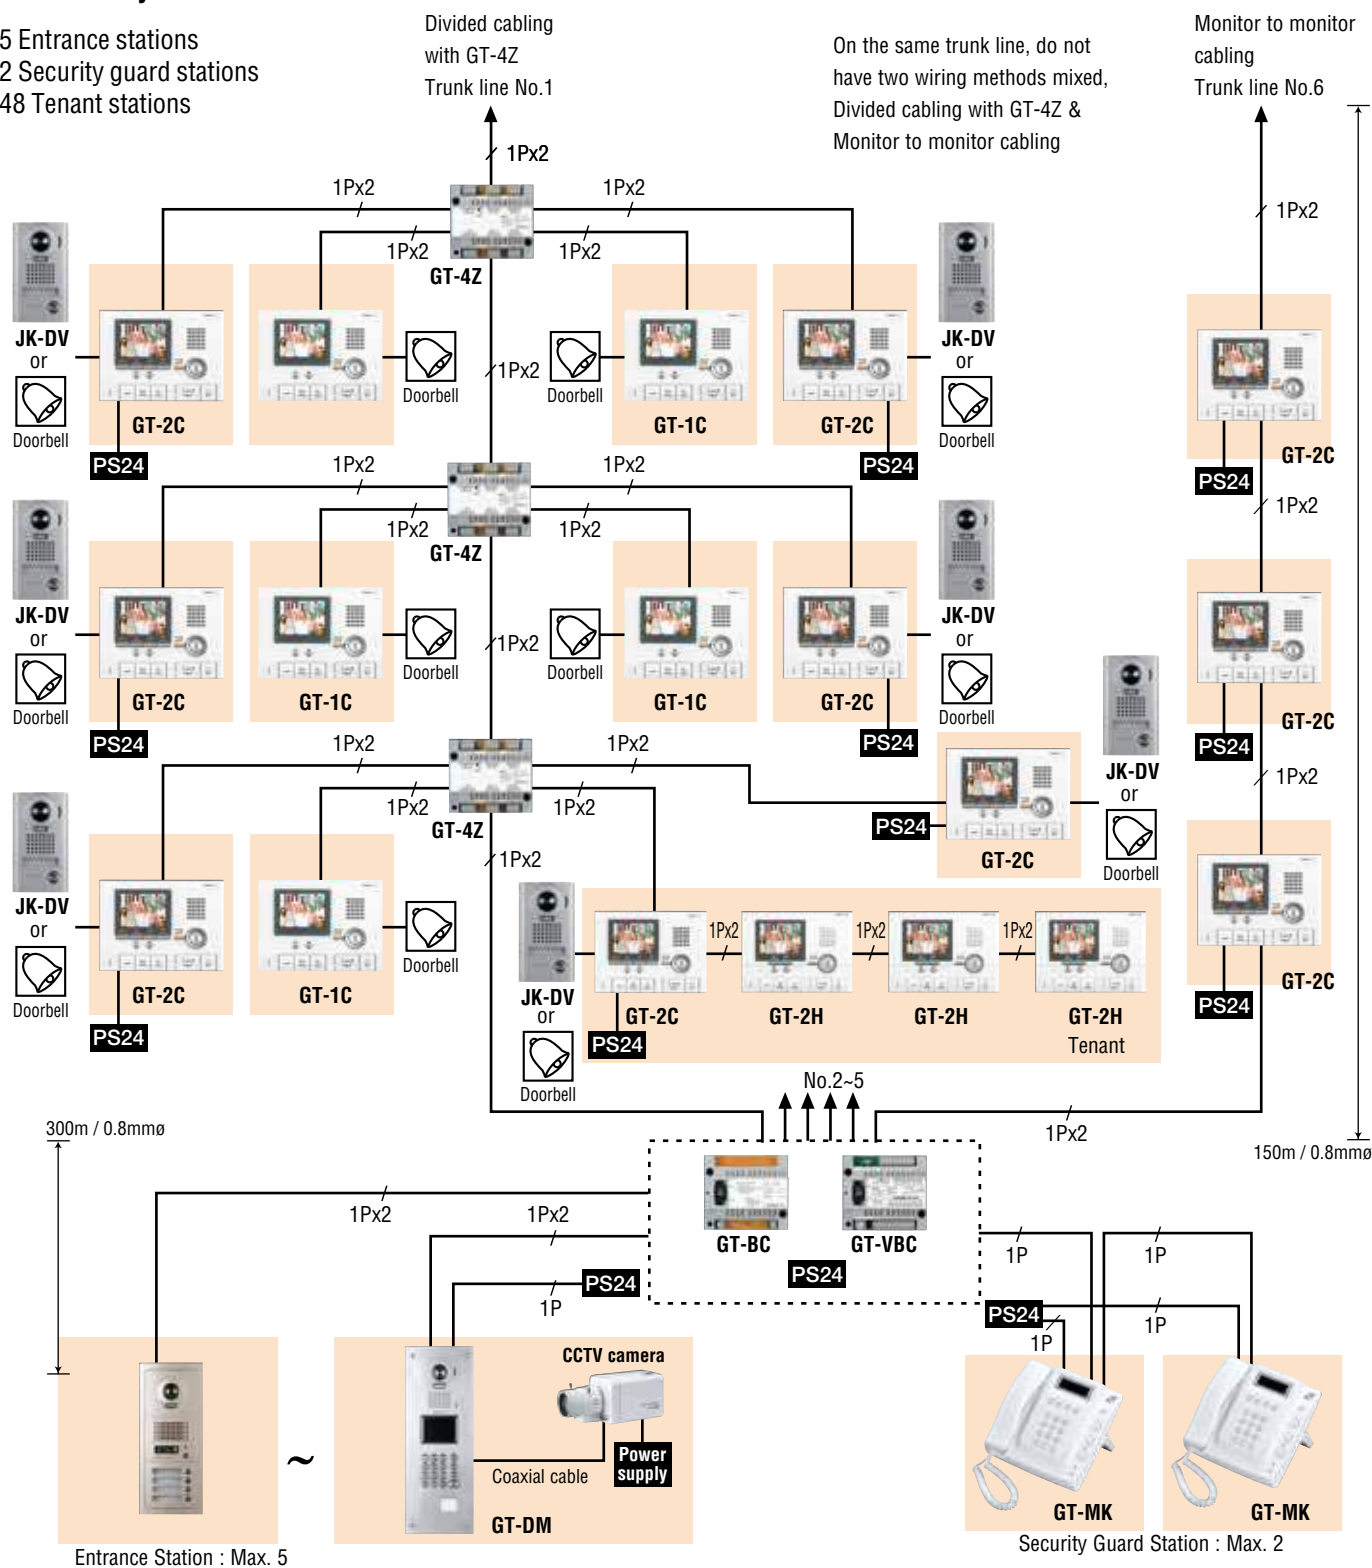 5 Entrance stations
2 Security guard stations
48 Tenant stations
Divided cabling
with GT-4Z
Trunk line No.1
On the same trunk line, do not
have two wiring methods mixed,
Divided cabling with GT-4Z &
Monitor to monitor cabling
Monitor to monitor
cabling
Trunk line No.6
1Px2
1Px2
1Px2
1Px2
1Px2
1Px2
GT-4Z
JK-DV
or
Doorbell
GT-2C
PS24
Doorbell
1Px2
Doorbell
GT-1C
GT-2C
PS24
JK-DV
or
Doorbell
GT-2C
PS24
1Px2
1Px2
1Px2
1Px2
1Px2
GT-4Z
JK-DV
or
Doorbell
GT-2C
PS24
GT-1C
Doorbell
1Px2
Doorbell
GT-1C
GT-2C
PS24
JK-DV
or
Doorbell
GT-2C
PS24
1Px2
1Px2
1Px2
1Px2
1Px2
GT-4Z
1Px2
JK-DV
or
Doorbell
GT-2C
PS24
GT-1C
Doorbell
PS24
GT-2C
JK-DV
or
Doorbell
JK-DV
or
Doorbell
GT-2C
PS24
1Px2
GT-2H
1Px2
GT-2H
1Px2
GT-2H
Tenant
GT-2C
PS24
No.2~5
1Px2
300m / 0.8mmø
150m / 0.8mmø
1Px2
1Px2
PS24
1P
GT-BC
GT-VBC
PS24
1P
1P
PS24
1P
1P
CCTV camera
Power
supply
Coaxial cable
~
GT-DM
GT-MK
GT-MK
Entrance Station : Max. 5
Security Guard Station : Max. 2